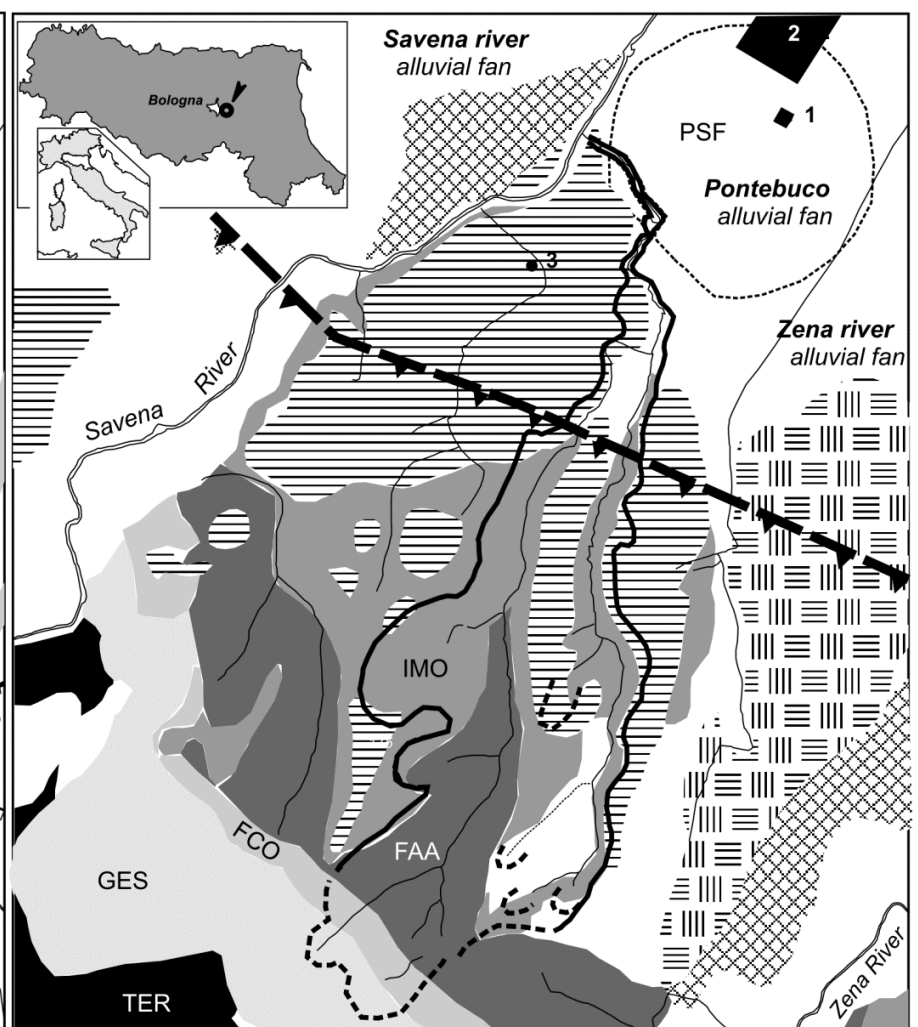 Savena river
alluvial fan
2
Bologna
1
PSF
Pontebuco
alluvial fan
3
Zena river
alluvial fan
Savena River
IMO
FCO
FAA
GES
TER
Zena River